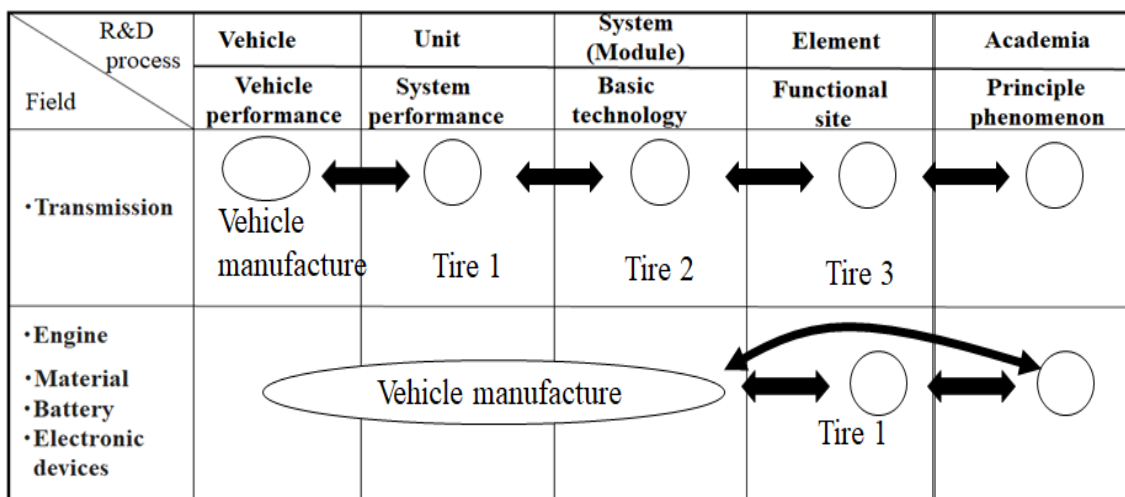 R&D
process
Field
Vehicle
Unit
System
(Module)
Element
Academia
Vehicle
performance
System
performance
Basic
technology
Functional
site
Principle
phenomenon
・Transmission
Vehicle
manufacture
Tire 1
Tire 2
Tire 3
・Engine
・Material
・Battery
・Electronic
devices
Vehicle manufacture
Tire 1